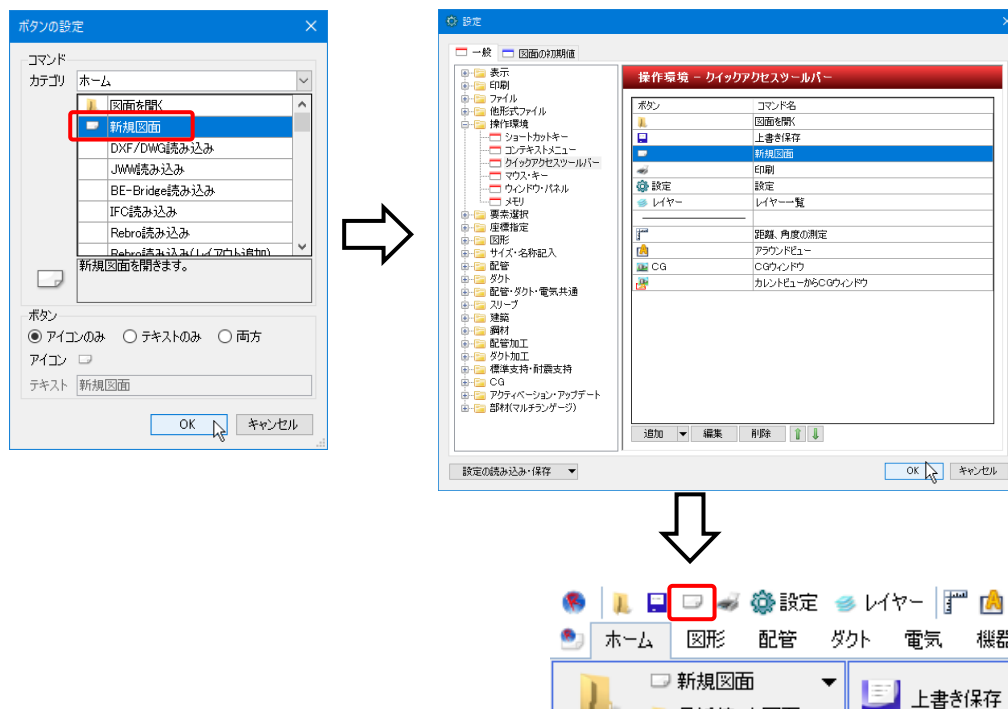 ボタンの設定
コマンド
カテゴリ ホーム
図面を開く
新規図面
DXF/DWG読み込み
JWW読み込み
BE-Bridge読み込み
IFC読み込み
Rebro読み込み
Rebro読み込み(レイアウト追加)
新規図面を開きます。
ボタン
アイコンのみ テキストのみ 両方
アイコン
テキスト 新規図面
OK キャンセル
設定
一般 図面の初期値
表示
印刷
ファイル
他形式ファイル
操作環境
ショートカットキー
コンテキストメニュー
クイックアクセスツールバー
マウス・キー
ウィンドウ・パネル
メモリ
要素選択
座標指定
図形
サイズ・名称記入
配管
ダクト
配管・ダクト・電気共通
スリーブ
建築
鋼材
配管加工
ダクト加工
標準支持・耐震支持
CG
アクティベーション・アップデート
部材(マルチランゲージ)
操作環境 - クイックアクセスツールバー
ボタン コマンド名
図面を開く
上書き保存
新規図面
印刷
設定 設定
レイヤー レイヤー一覧
距離、角度の測定
アラウンドビュー
CG CGウィンドウ
カレントビューからCGウィンドウ
追加 編集 削除
設定の読み込み・保存 OK キャンセル
設定 レイヤー
ホーム 図形 配管 ダクト 電気 機器
新規図面
上書き保存